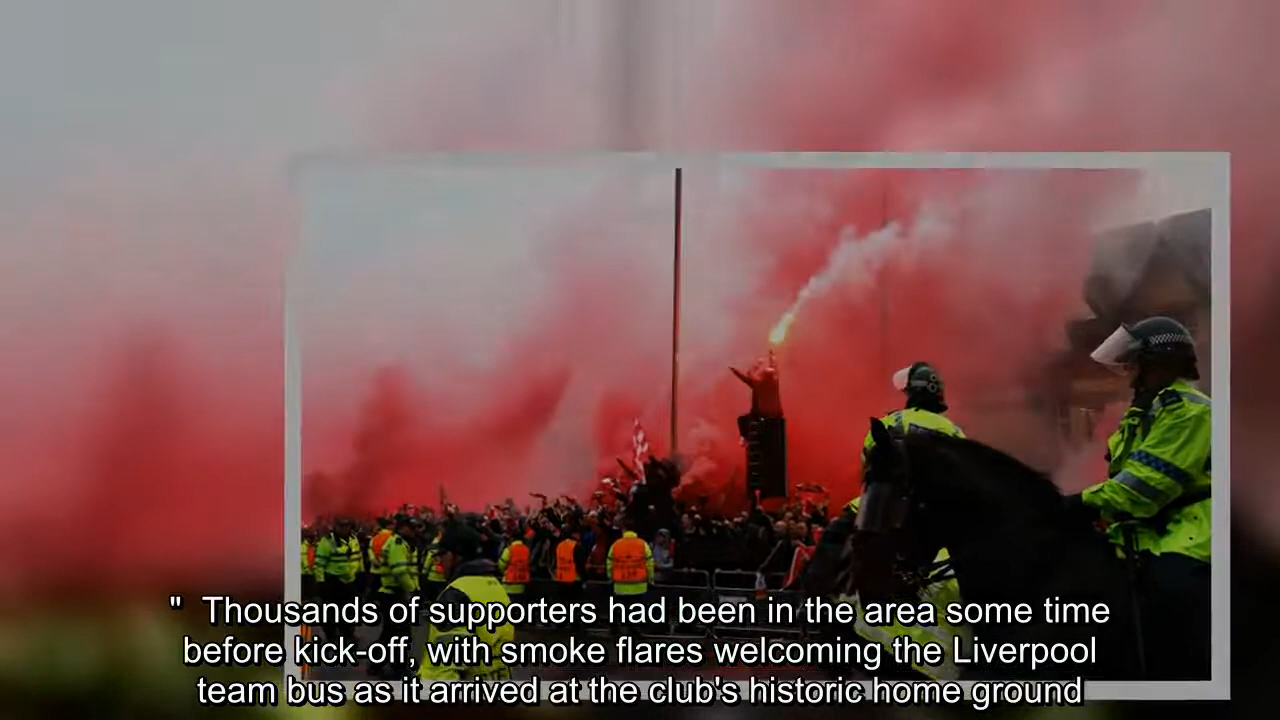 " Thousands of supporters had been in the area some time
before kick-off, with smoke flares welcoming the Liverpool
team bus as it arrived at the club's historic home ground